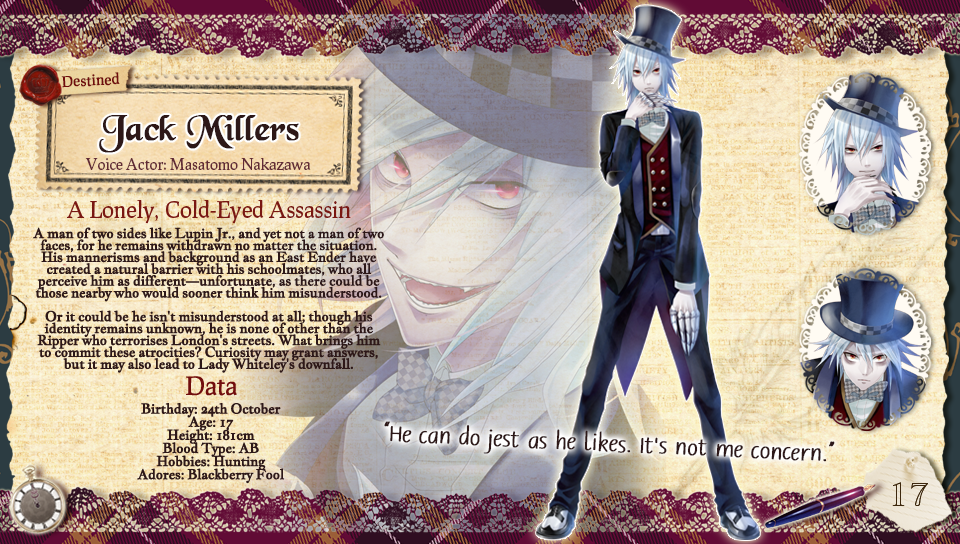 Destined
Jack Millers
Voice Actor: Masatomo Nakazawa
A Lonely, Cold-Eyed Assassin
A man of two sides like Lupin Jr., and yet not a man of two
faces, for he remains withdrawn no matter the situation.
His mannerisms and background as an East Ender have
created a natural barrier with his schoolmates, who all
perceive him as different—unfortunate, as there could be
those nearby who would sooner think him misunderstood.
Or it could be he isn't misunderstood at all; though his
identity remains unknown, he is none of other than the
Ripper who terrorises London's streets. What brings him
to commit these atrocities? Curiosity may grant answers,
but it may also lead to Lady Whiteley's downfall.
Data
Birthday: 24th October
Age: 17
Height: 181cm
Blood Type: AB
Hobbies: Hunting
Adores: Blackberry Fool
"He can do jest as he likes. It's not me concern."
17